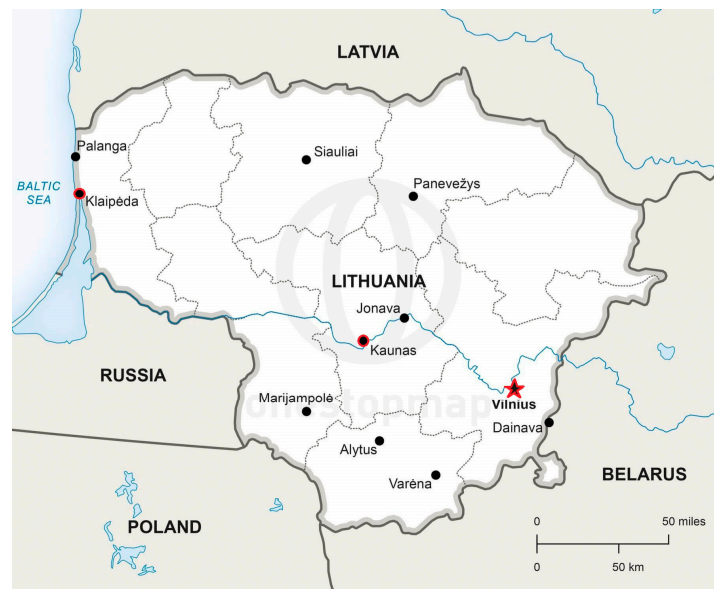 LATVIA
Palanga
Siauliai
BALTIC
SEA
Klaipėda
Panevežys
LITHUANIA
Jonava
Kaunas
RUSSIA
Marijampolė
Vilnius
onestopmap
Dainava
Alytus
Varėna
BELARUS
POLAND
0
50 miles
0
50 km